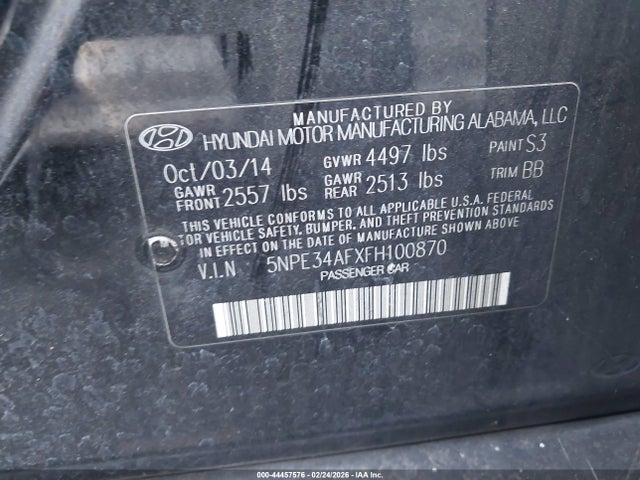 MANUFACTURED BY
HYUNDAI MOTOR MANUFACTURING ALABAMA, LLC
Oct/03/14 GVWR 4497 lbs PAINT S3
GAWR FRONT 2557 lbs GAWR REAR 2513 lbs TRIM BB
THIS VEHICLE CONFORMS TO ALL APPLICABLE U.S.A. FEDERAL
MOTOR VEHICLE SAFETY, BUMPER, AND THEFT PREVENTION STANDARDS
IN EFFECT ON THE DATE OF MANUFACTURE SHOWN ABOVE.
V.I.N 5NPE34AFXFH100870
PASSENGER CAR
000-44457576 - 02/24/2026 - IAA Inc.